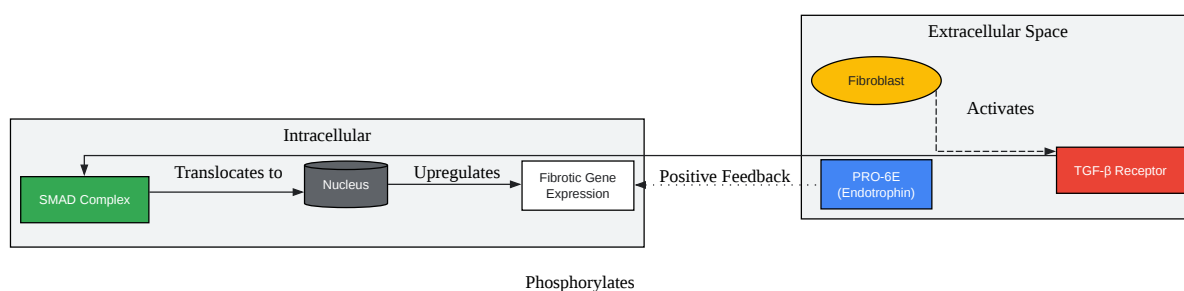 Extracellular Space
Fibroblast
Activates
Intracellular
Translocates to
Nucleus
Upregulates
Fibrotic Gene
Expression
Positive Feedback
PRO-6E
(Endotrophin)
TGF-β Receptor
SMAD Complex
Phosphorylates